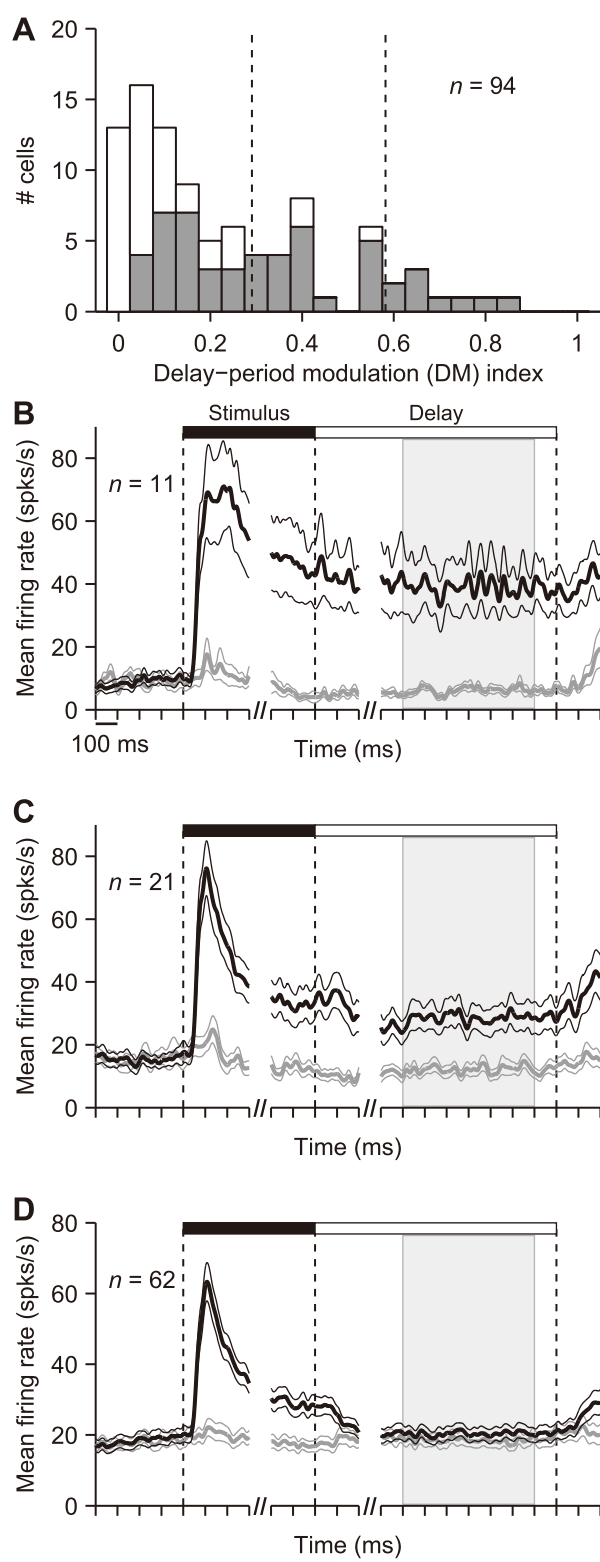 A
20
15
10
5
0
# cells
n = 94
0 0.2 0.4 0.6 0.8 1
Delay−period modulation (DM) index
B
Stimulus Delay
80
60
40
20
0
Mean firing rate (spks/s)
n = 11
//
//
100 ms
Time (ms)
C
80
60
40
20
0
Mean firing rate (spks/s)
n = 21
//
//
Time (ms)
D
80
60
40
20
0
Mean firing rate (spks/s)
n = 62
//
//
Time (ms)